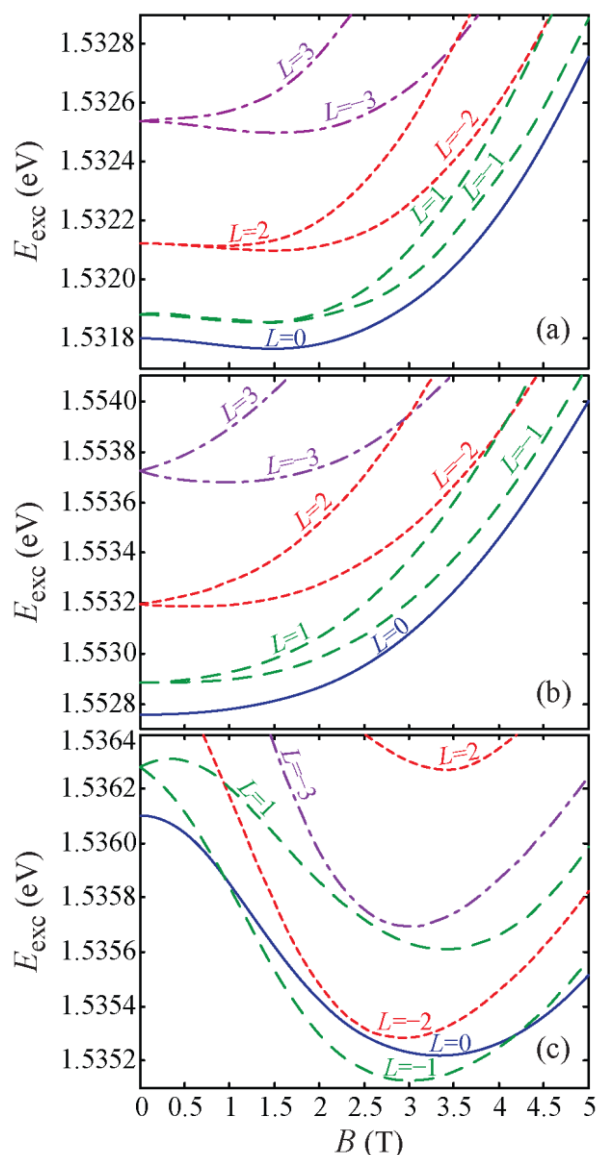 E_exc (eV)
1.5328
1.5326
1.5324
1.5322
1.5320
1.5318
L=3
L=−3
L=2
L=−2
L=1
L=−1
L=0
(a)
E_exc (eV)
1.5540
1.5538
1.5536
1.5534
1.5532
1.5530
1.5528
L=3
L=−3
L=2
L=−2
L=1
L=−1
L=0
(b)
E_exc (eV)
1.5364
1.5362
1.5360
1.5358
1.5356
1.5354
1.5352
L=1
L=−3
L=2
L=−2
L=0
L=−1
(c)
0 0.5 1 1.5 2 2.5 3 3.5 4 4.5 5
B (T)